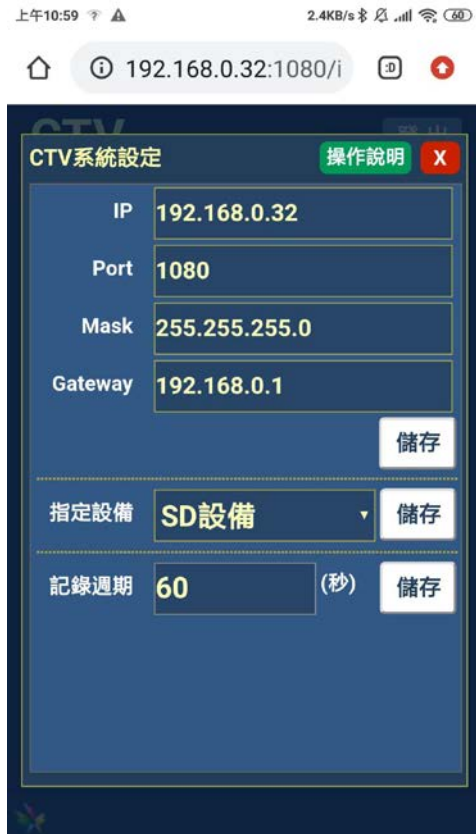 上午10:59
2.4KB/s 60
192.168.0.32:1080/i :D
CTV 登出
CTV系統設定 操作說明 X
IP 192.168.0.32
Port 1080
Mask 255.255.255.0
Gateway 192.168.0.1
儲存
指定設備 SD設備 儲存
記錄週期 60 (秒) 儲存